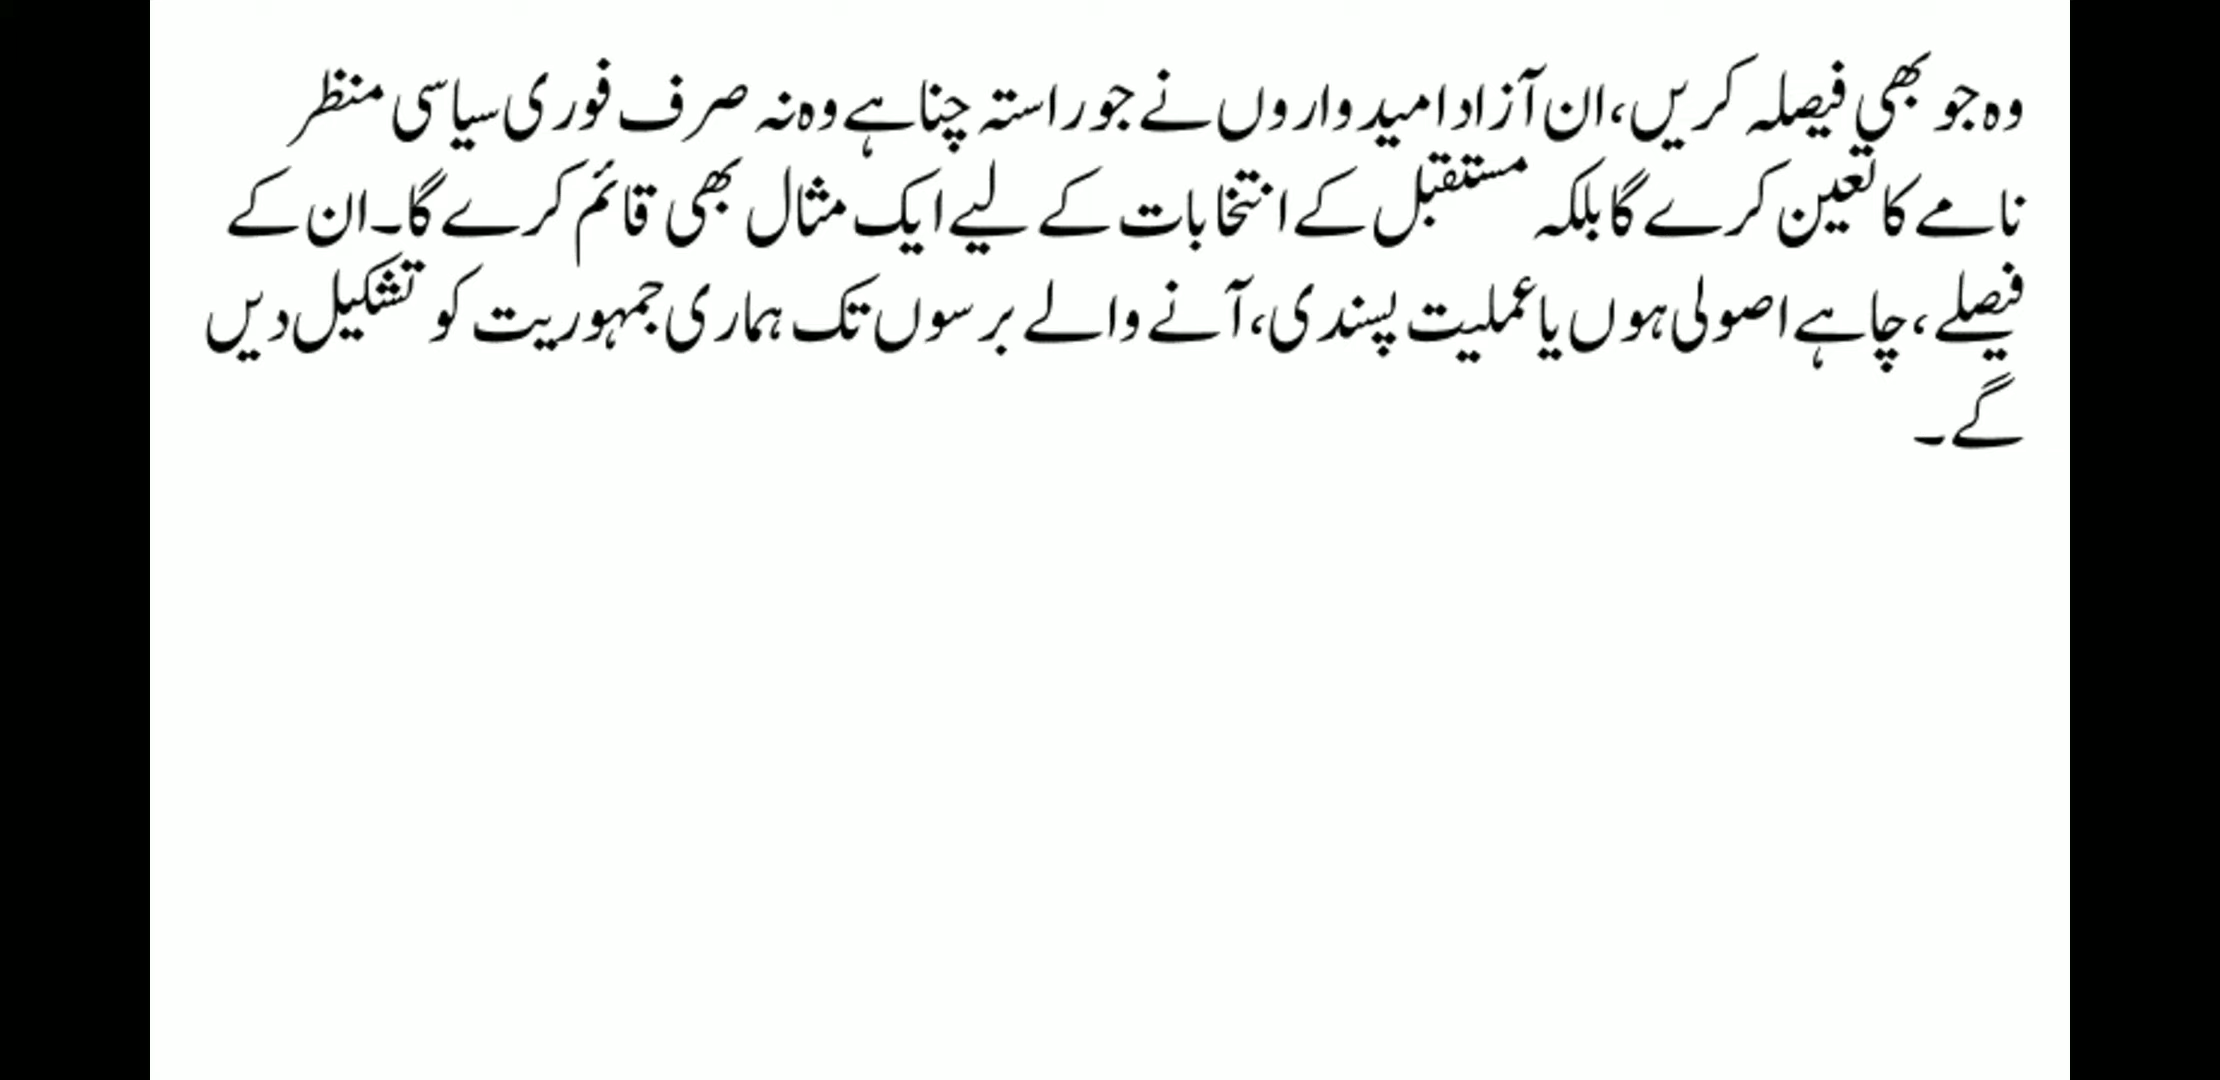 وہ جو بھی فیصلہ کریں، ان آزاد امیدواروں نے جو راستہ چنا ہے وہ نہ صرف فوری سیاسی منظر
نامے کا تعین کرے گا بلکہ مستقبل کے انتخابات کے لیے ایک مثال بھی قائم کرے گا۔ ان کے
فیصلے، چاہے اصولی ہوں یا عملیت پسندی، آنے والے برسوں تک ہماری جمہوریت کو تشکیل دیں
گے۔